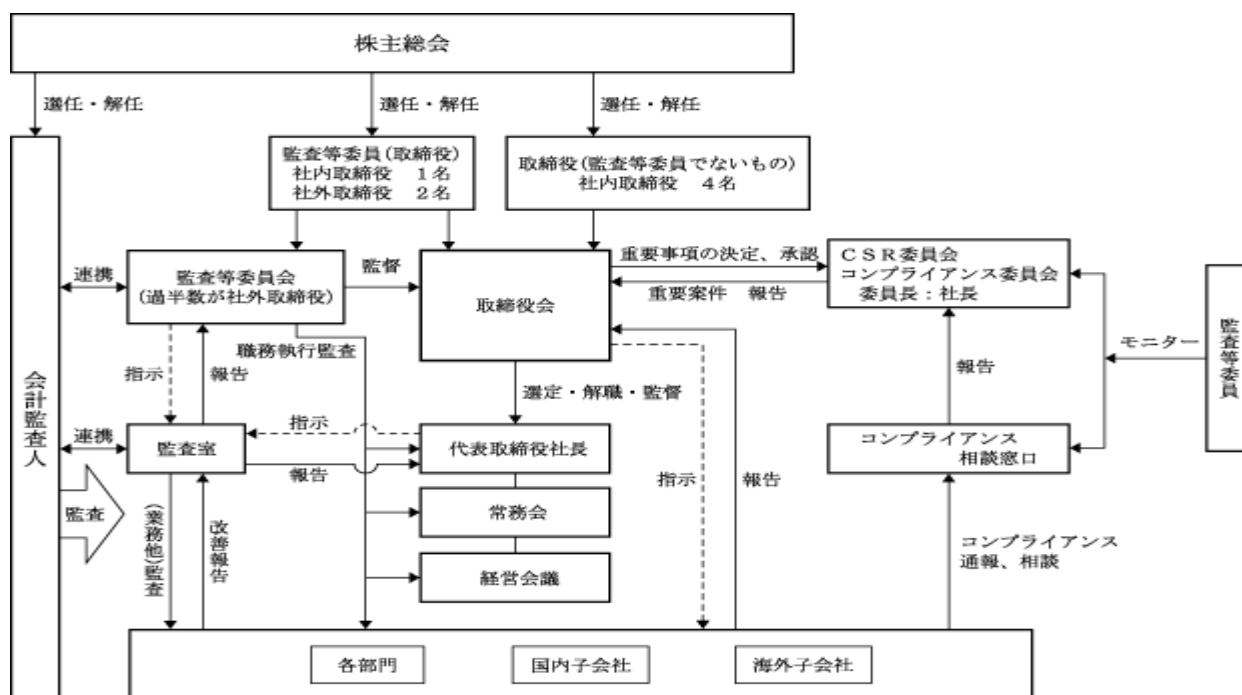 株主総会
選任・解任
選任・解任
選任・解任
監査等委員(取締役)
社内取締役　1名
社外取締役　2名
取締役(監査等委員でないもの)
社内取締役　4名
連携
監査等委員会
(過半数が社外取締役)
監督
取締役会
重要事項の決定、承認
重要案件　報告
CSR委員会
コンプライアンス委員会
委員長:社長
監査等委員
モニター
職務執行監査
指示
報告
選定・解職・監督
報告
会計監査人
連携
監査室
指示
報告
代表取締役社長
指示
報告
コンプライアンス
相談窓口
監査
(業務他)監査
改善報告
常務会
経営会議
コンプライアンス
通報、相談
各部門
国内子会社
海外子会社